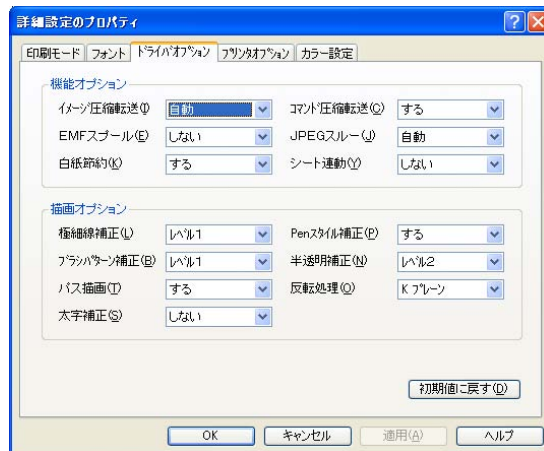 詳細設定のプロパティ
印刷モード フォント ドライバオプション プリンタオプション カラー設定
機能オプション
イメージ圧縮転送(I 自動 コマンド圧縮転送(C) する
EMFスプール(E) しない JPEGスルー(J) 自動
白紙節約(K) する シート連動(Y) しない
描画オプション
極細線補正(L) レベル1 Penスタイル補正(P) する
ブラシパターン補正(B) レベル1 半透明補正(N) レベル2
パス描画(T) する 反転処理(O) K プレーン
太字補正(S) しない
初期値に戻す(D)
OK キャンセル 適用(A) ヘルプ